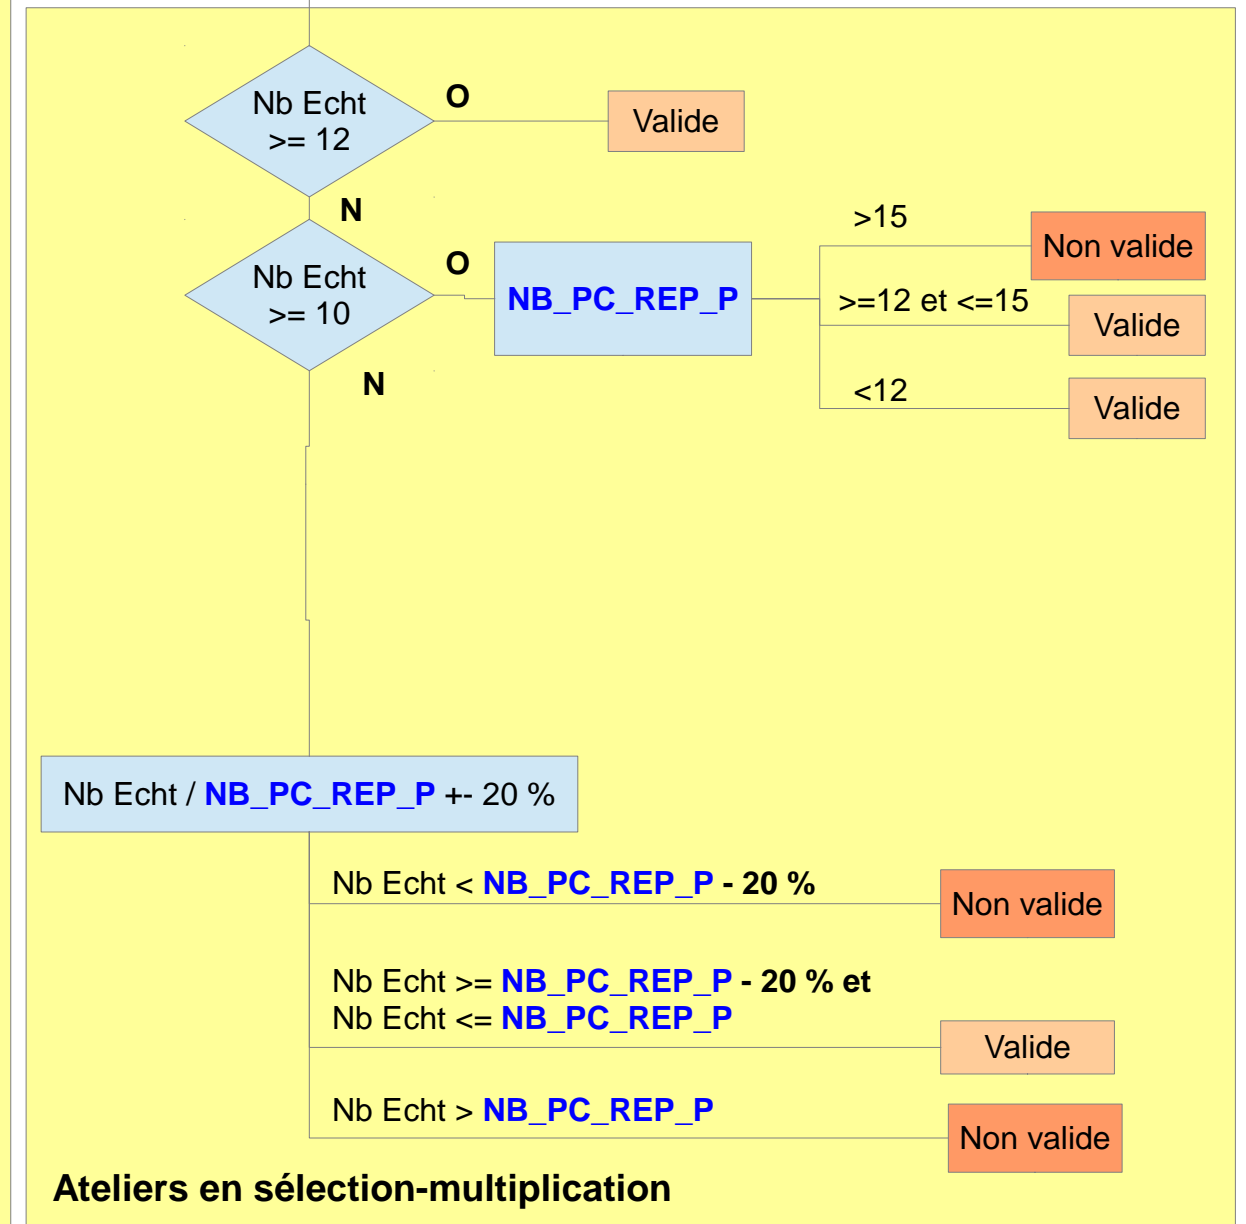 Nb Echt
>= 12
O
Valide
N
Nb Echt
>= 10
O
NB_PC_REP_P
>15
Non valide
>=12 et <=15
Valide
<12
Valide
N
Nb Echt / NB_PC_REP_P +- 20 %
Nb Echt < NB_PC_REP_P - 20 %
Non valide
Nb Echt >= NB_PC_REP_P - 20 % et
Nb Echt <= NB_PC_REP_P
Valide
Nb Echt > NB_PC_REP_P
Non valide
Ateliers en sélection-multiplication